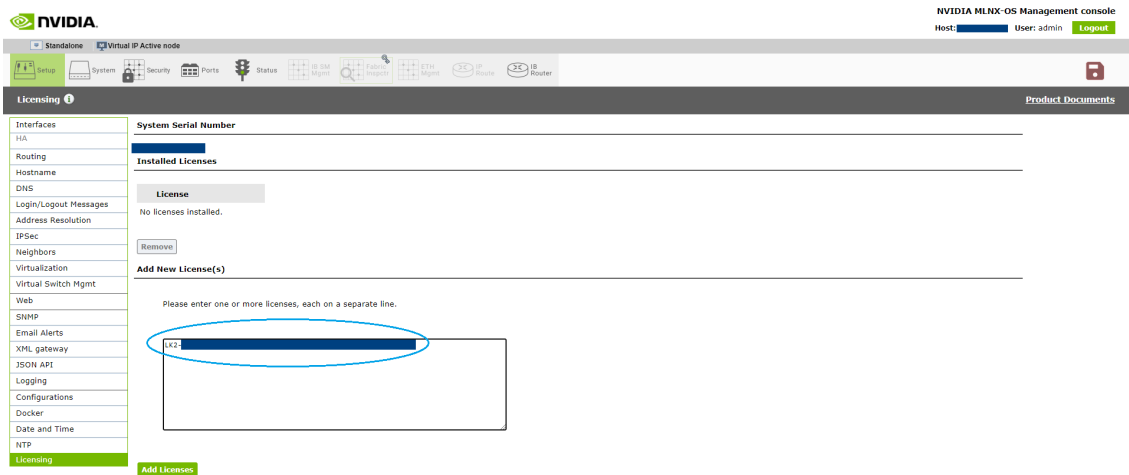 NVIDIA.
NVIDIA MLNX-OS Management console
Host: User: admin Logout
Standalone Virtual IP Active node
Setup System Security Ports Status IB SM Mgmt Fabric Inspctr ETH Mgmt IP Route IB Router
Licensing Product Documents
Interfaces
HA
Routing
Hostname
DNS
Login/Logout Messages
Address Resolution
IPSec
Neighbors
Virtualization
Virtual Switch Mgmt
Web
SNMP
Email Alerts
XML gateway
JSON API
Logging
Configurations
Docker
Date and Time
NTP
Licensing
System Serial Number
Installed Licenses
License
No licenses installed.
Remove
Add New License(s)
Please enter one or more licenses, each on a separate line.
LK2-
Add Licenses